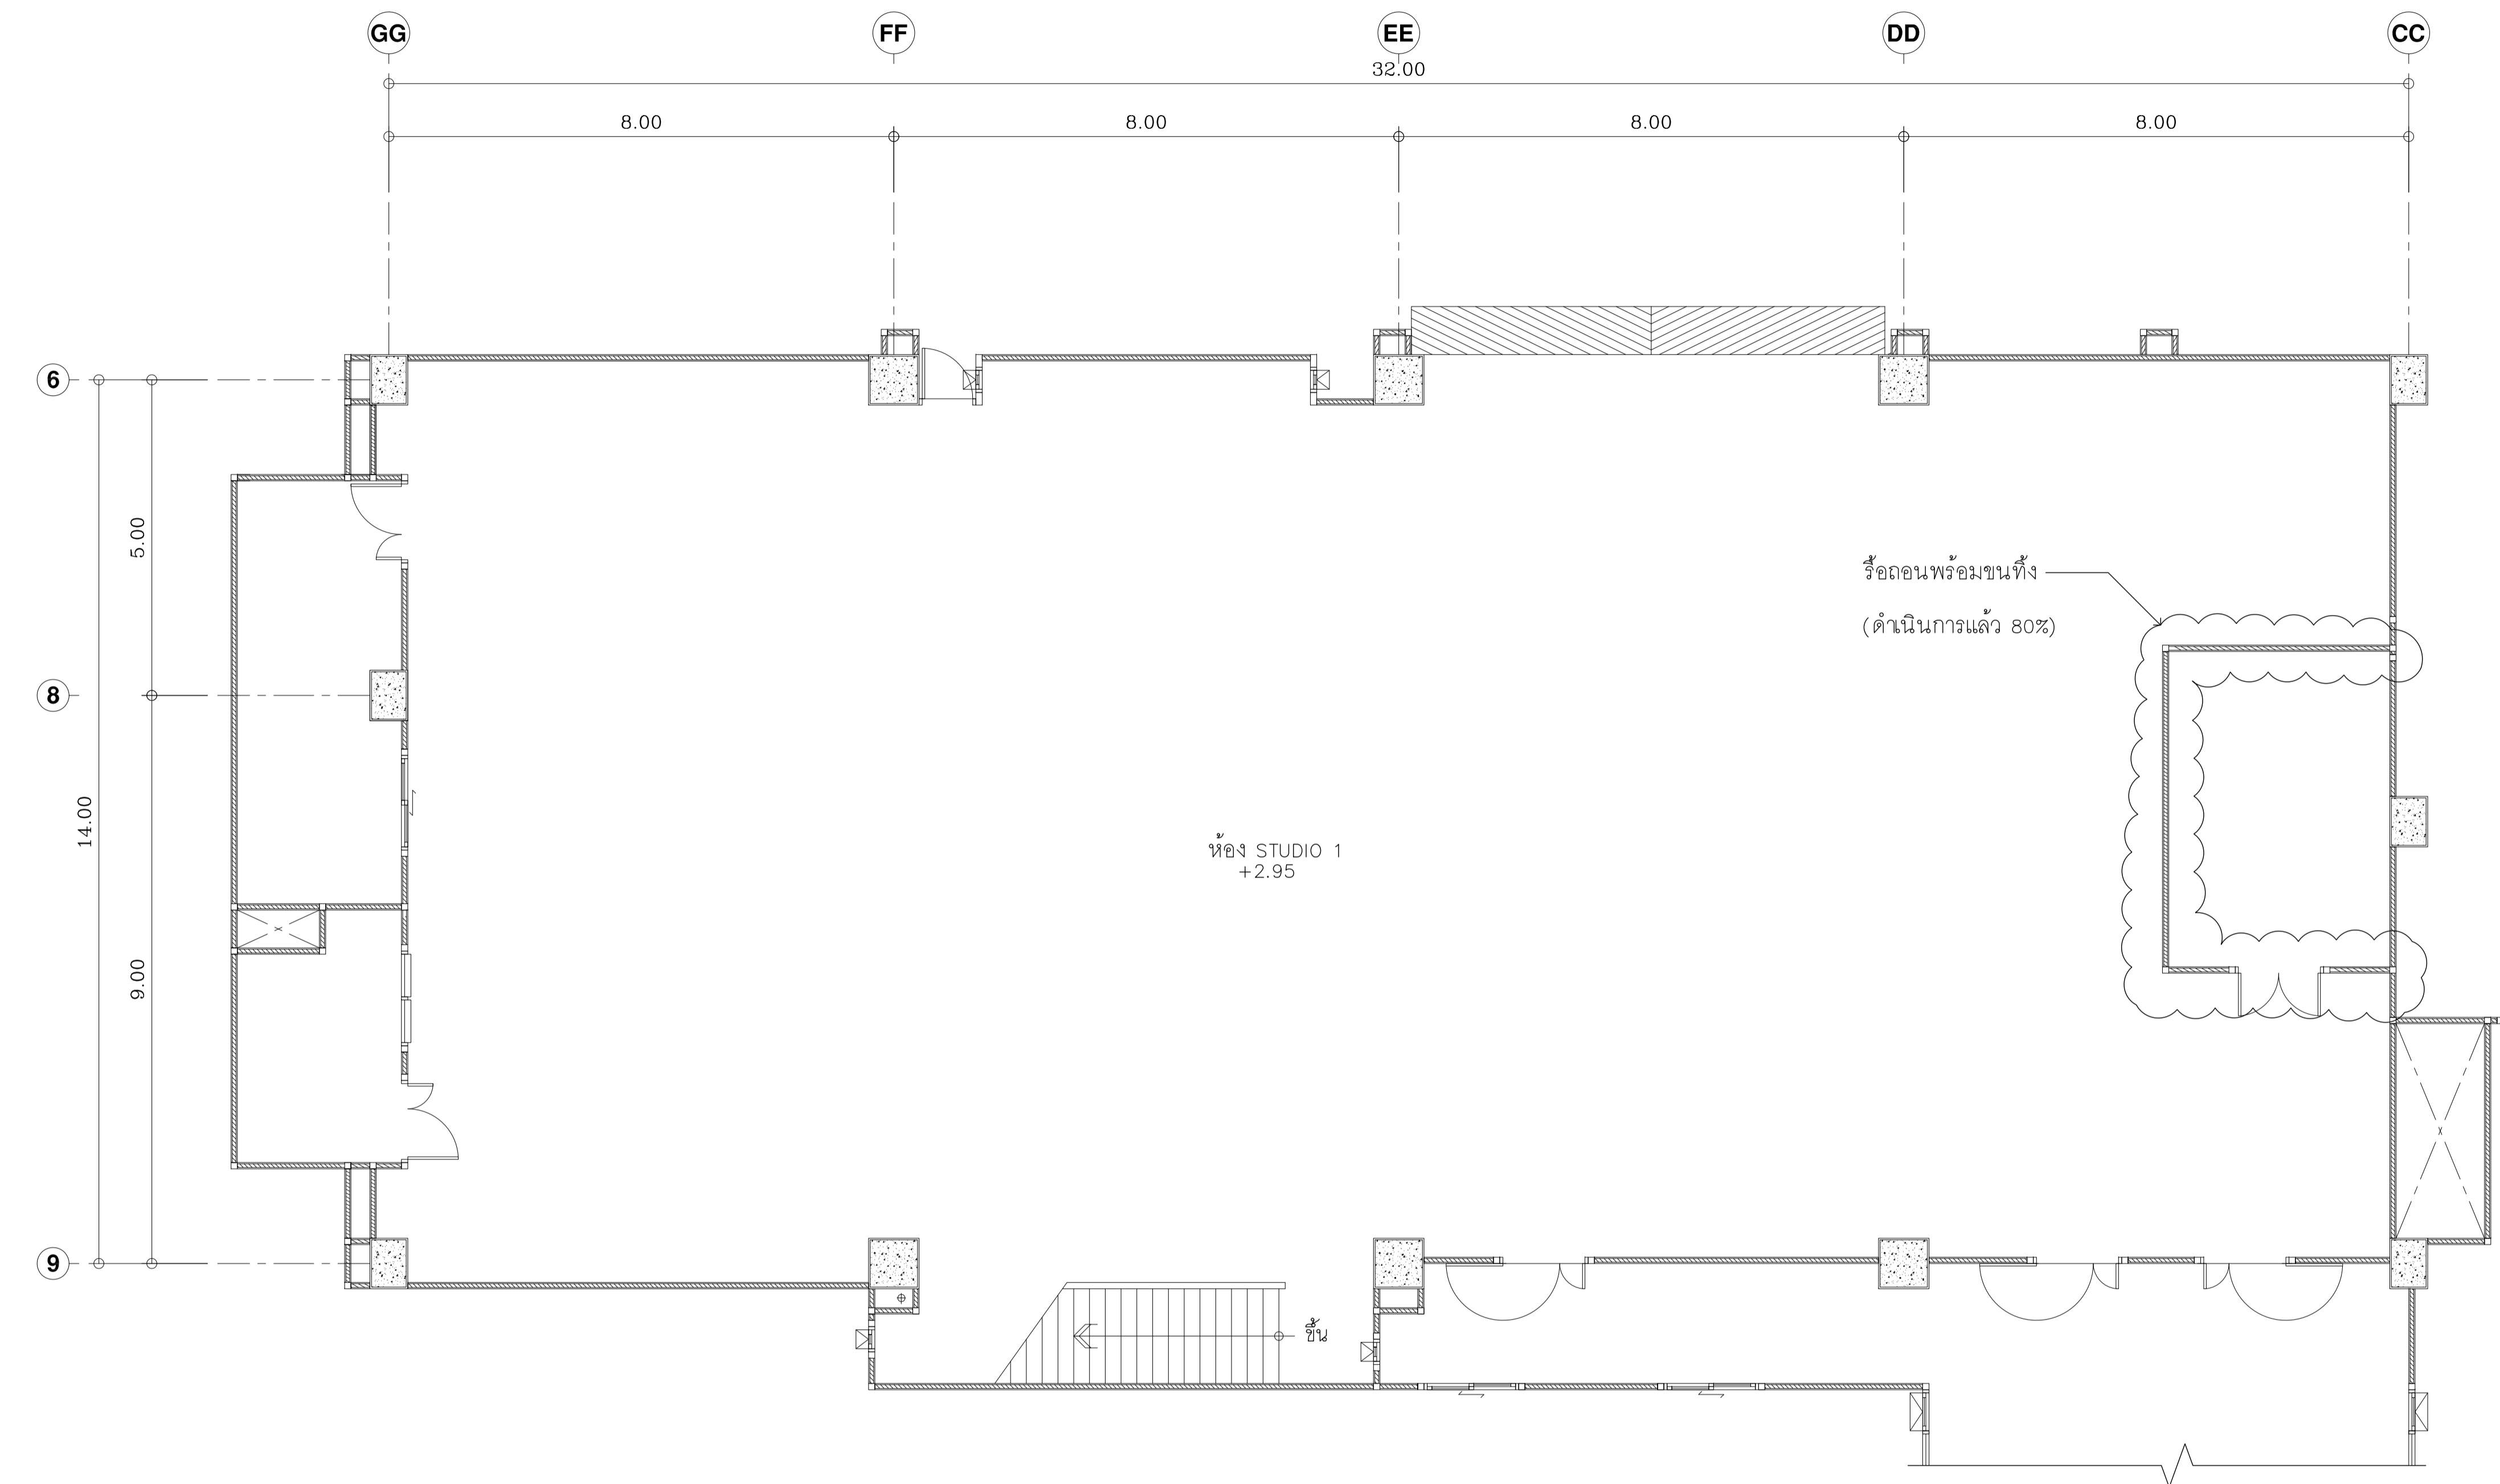 GG FF EE DD CC
32.00
8.00 8.00 8.00 8.00
6
5.00
รื้อถอนพร้อมขนทิ้ง
(ดำเนินการแล้ว 80%)
8
14.00
ห้อง STUDIO 1
+2.95
9.00
9
ขึ้น